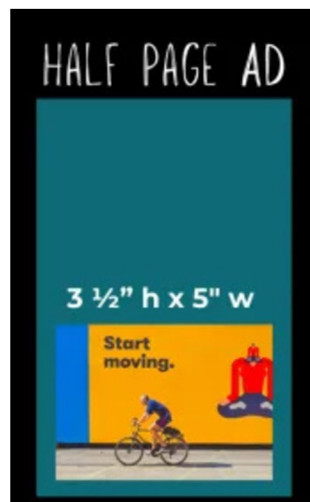 HALF PAGE AD
3 ½” h x 5" w
Start
moving.